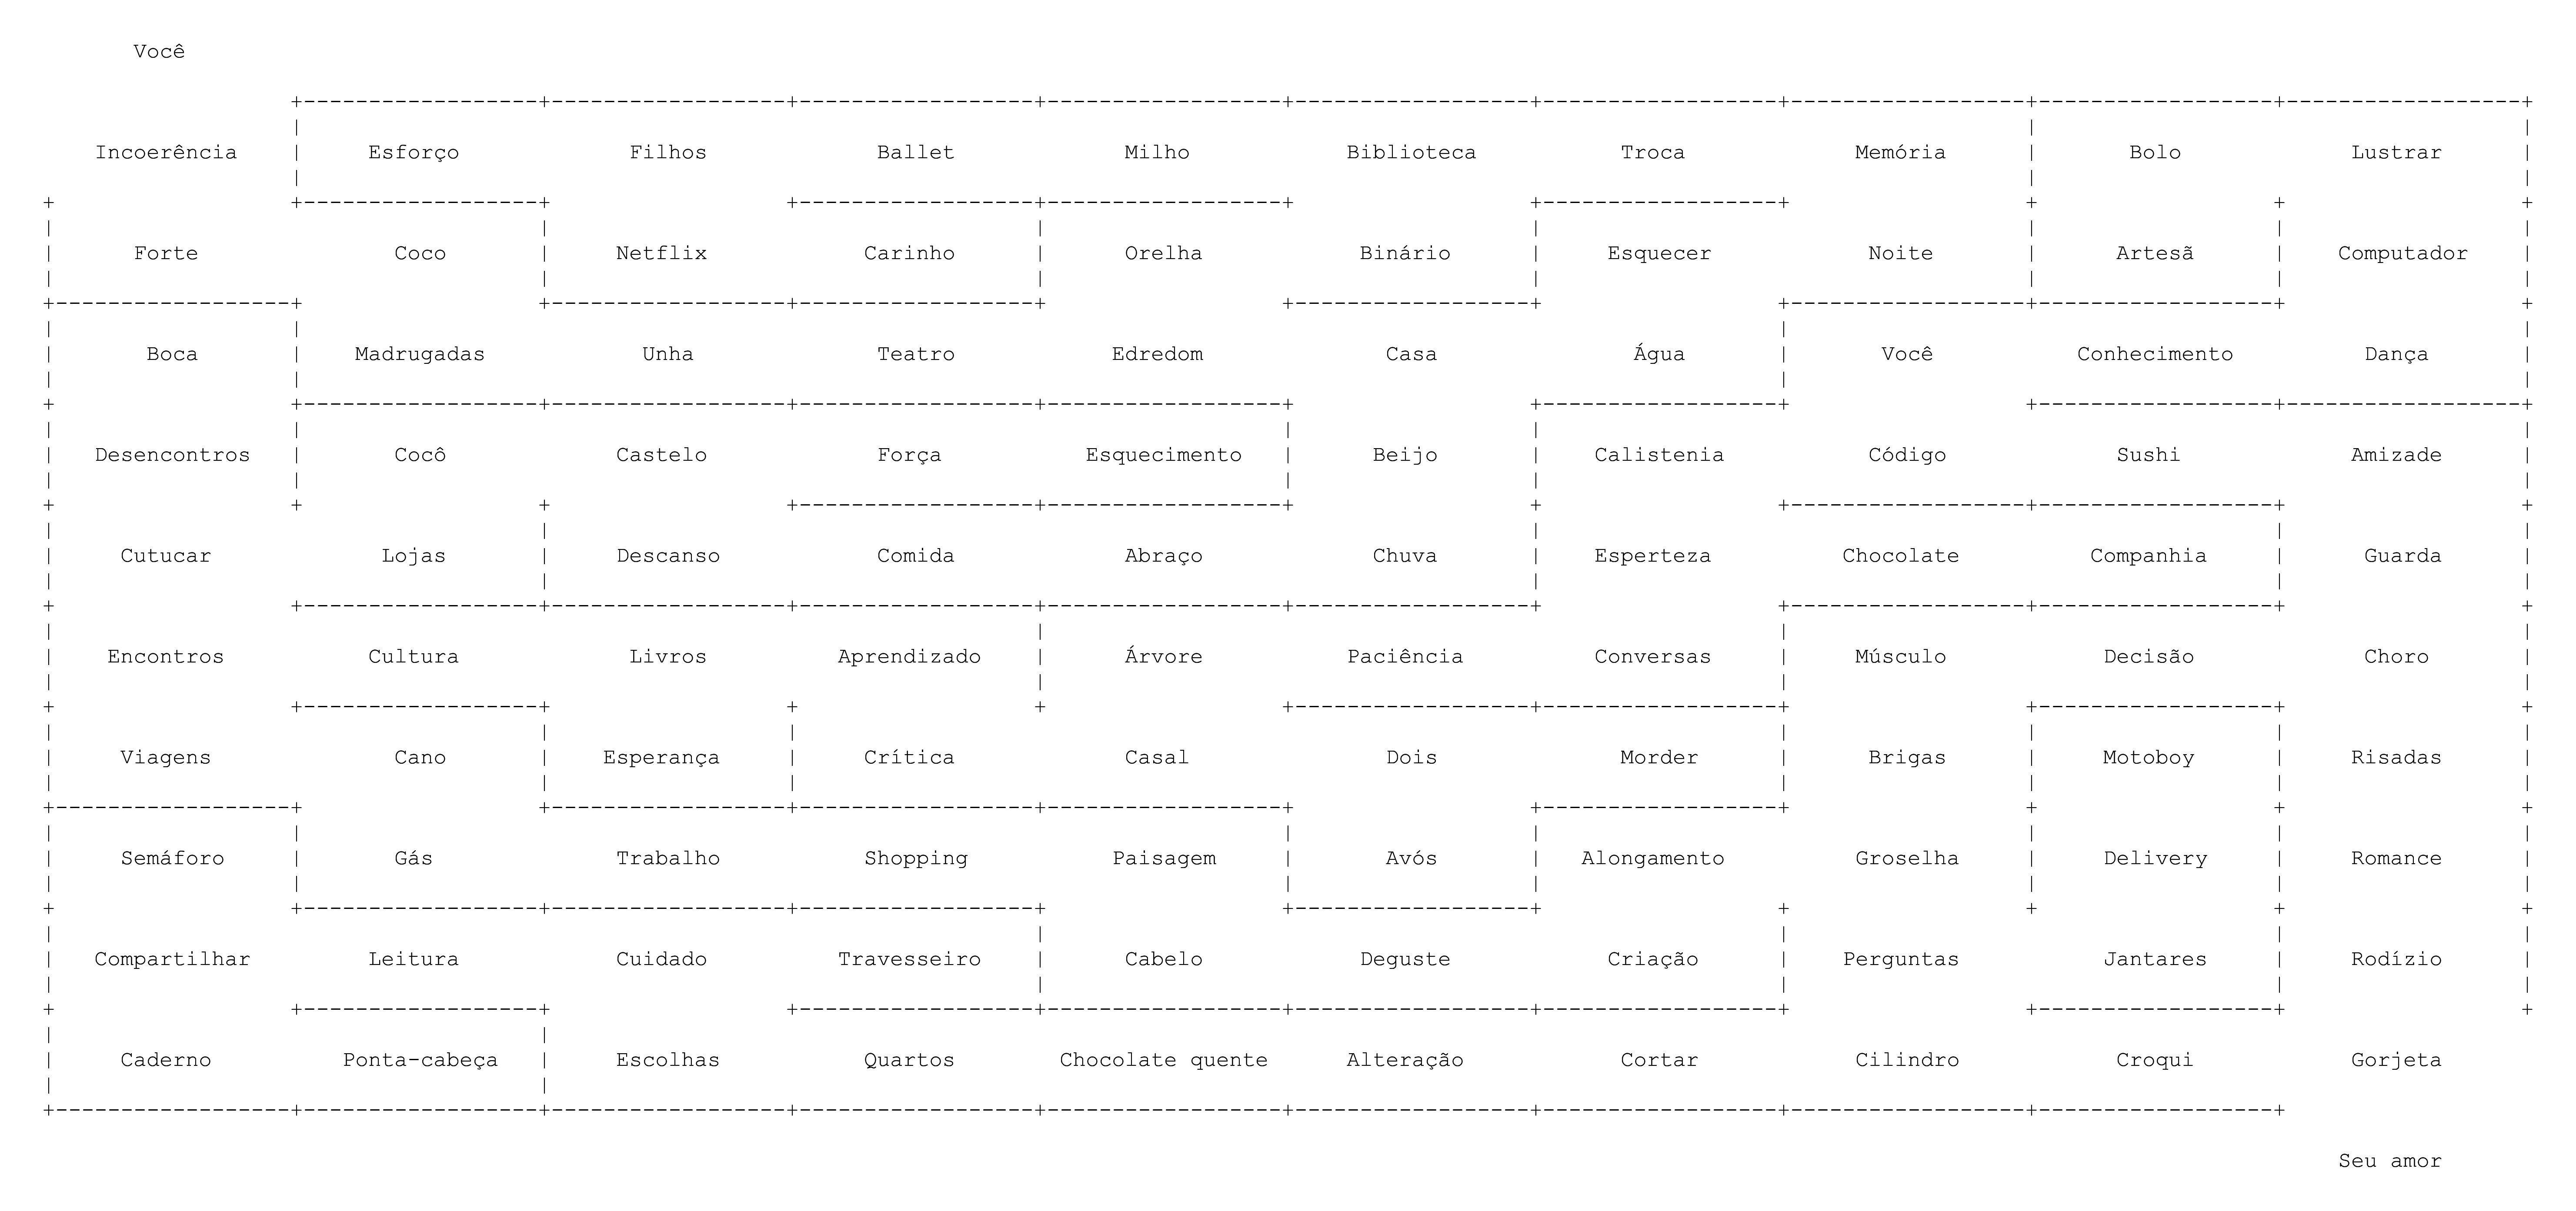 Você
Incoerência Esforço Filhos Ballet Milho Biblioteca Troca Memória Bolo Lustrar
Forte Coco Netflix Carinho Orelha Binário Esquecer Noite Artesã Computador
Boca Madrugadas Unha Teatro Edredom Casa Água Você Conhecimento Dança
Desencontros Cocô Castelo Força Esquecimento Beijo Calistenia Código Sushi Amizade
Cutucar Lojas Descanso Comida Abraço Chuva Esperteza Chocolate Companhia Guarda
Encontros Cultura Livros Aprendizado Árvore Paciência Conversas Músculo Decisão Choro
Viagens Cano Esperança Crítica Casal Dois Morder Brigas Motoboy Risadas
Semáforo Gás Trabalho Shopping Paisagem Avós Alongamento Groselha Delivery Romance
Compartilhar Leitura Cuidado Travesseiro Cabelo Deguste Criação Perguntas Jantares Rodízio
Caderno Ponta-cabeça Escolhas Quartos Chocolate quente Alteração Cortar Cilindro Croqui Gorjeta
Seu amor